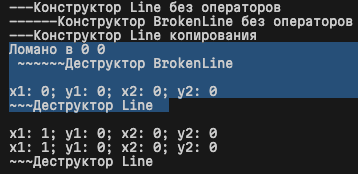 ———Конструктор Line без операторов
——————Конструктор BrokenLine без операторов
———Конструктор Line копирования
Ломано в 0 0
~~~~~~Деструктор BrokenLine
x1: 0; y1: 0; x2: 0; y2: 0
~~~Деструктор Line
x1: 1; y1: 0; x2: 0; y2: 0
x1: 1; y1: 0; x2: 0; y2: 0
~~~Деструктор Line